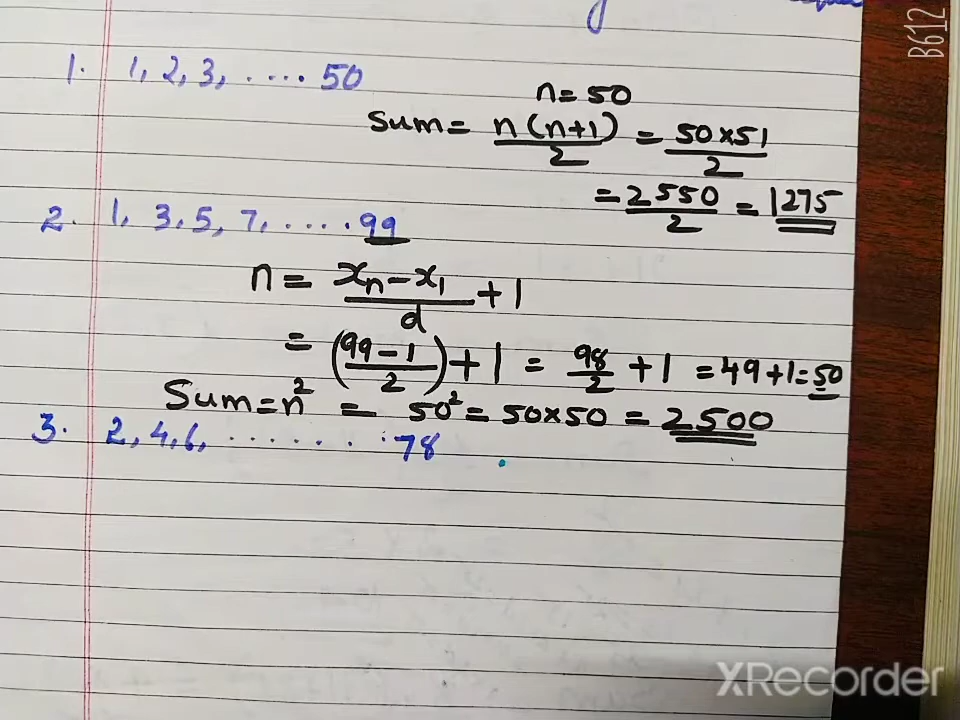 1. 1, 2, 3, .... 50
n = 50
Sum = n(n+1)/2 = 50×51/2
= 2550/2 = 1275
2. 1, 3, 5, 7, ..... 99
n = xₙ - x₁/d + 1
= (99-1/2) + 1 = 98/2 + 1 = 49+1 = 50
Sum = n² = 50² = 50×50 = 2500
3. 2, 4, 6, ........ 78
B612
XRecorder